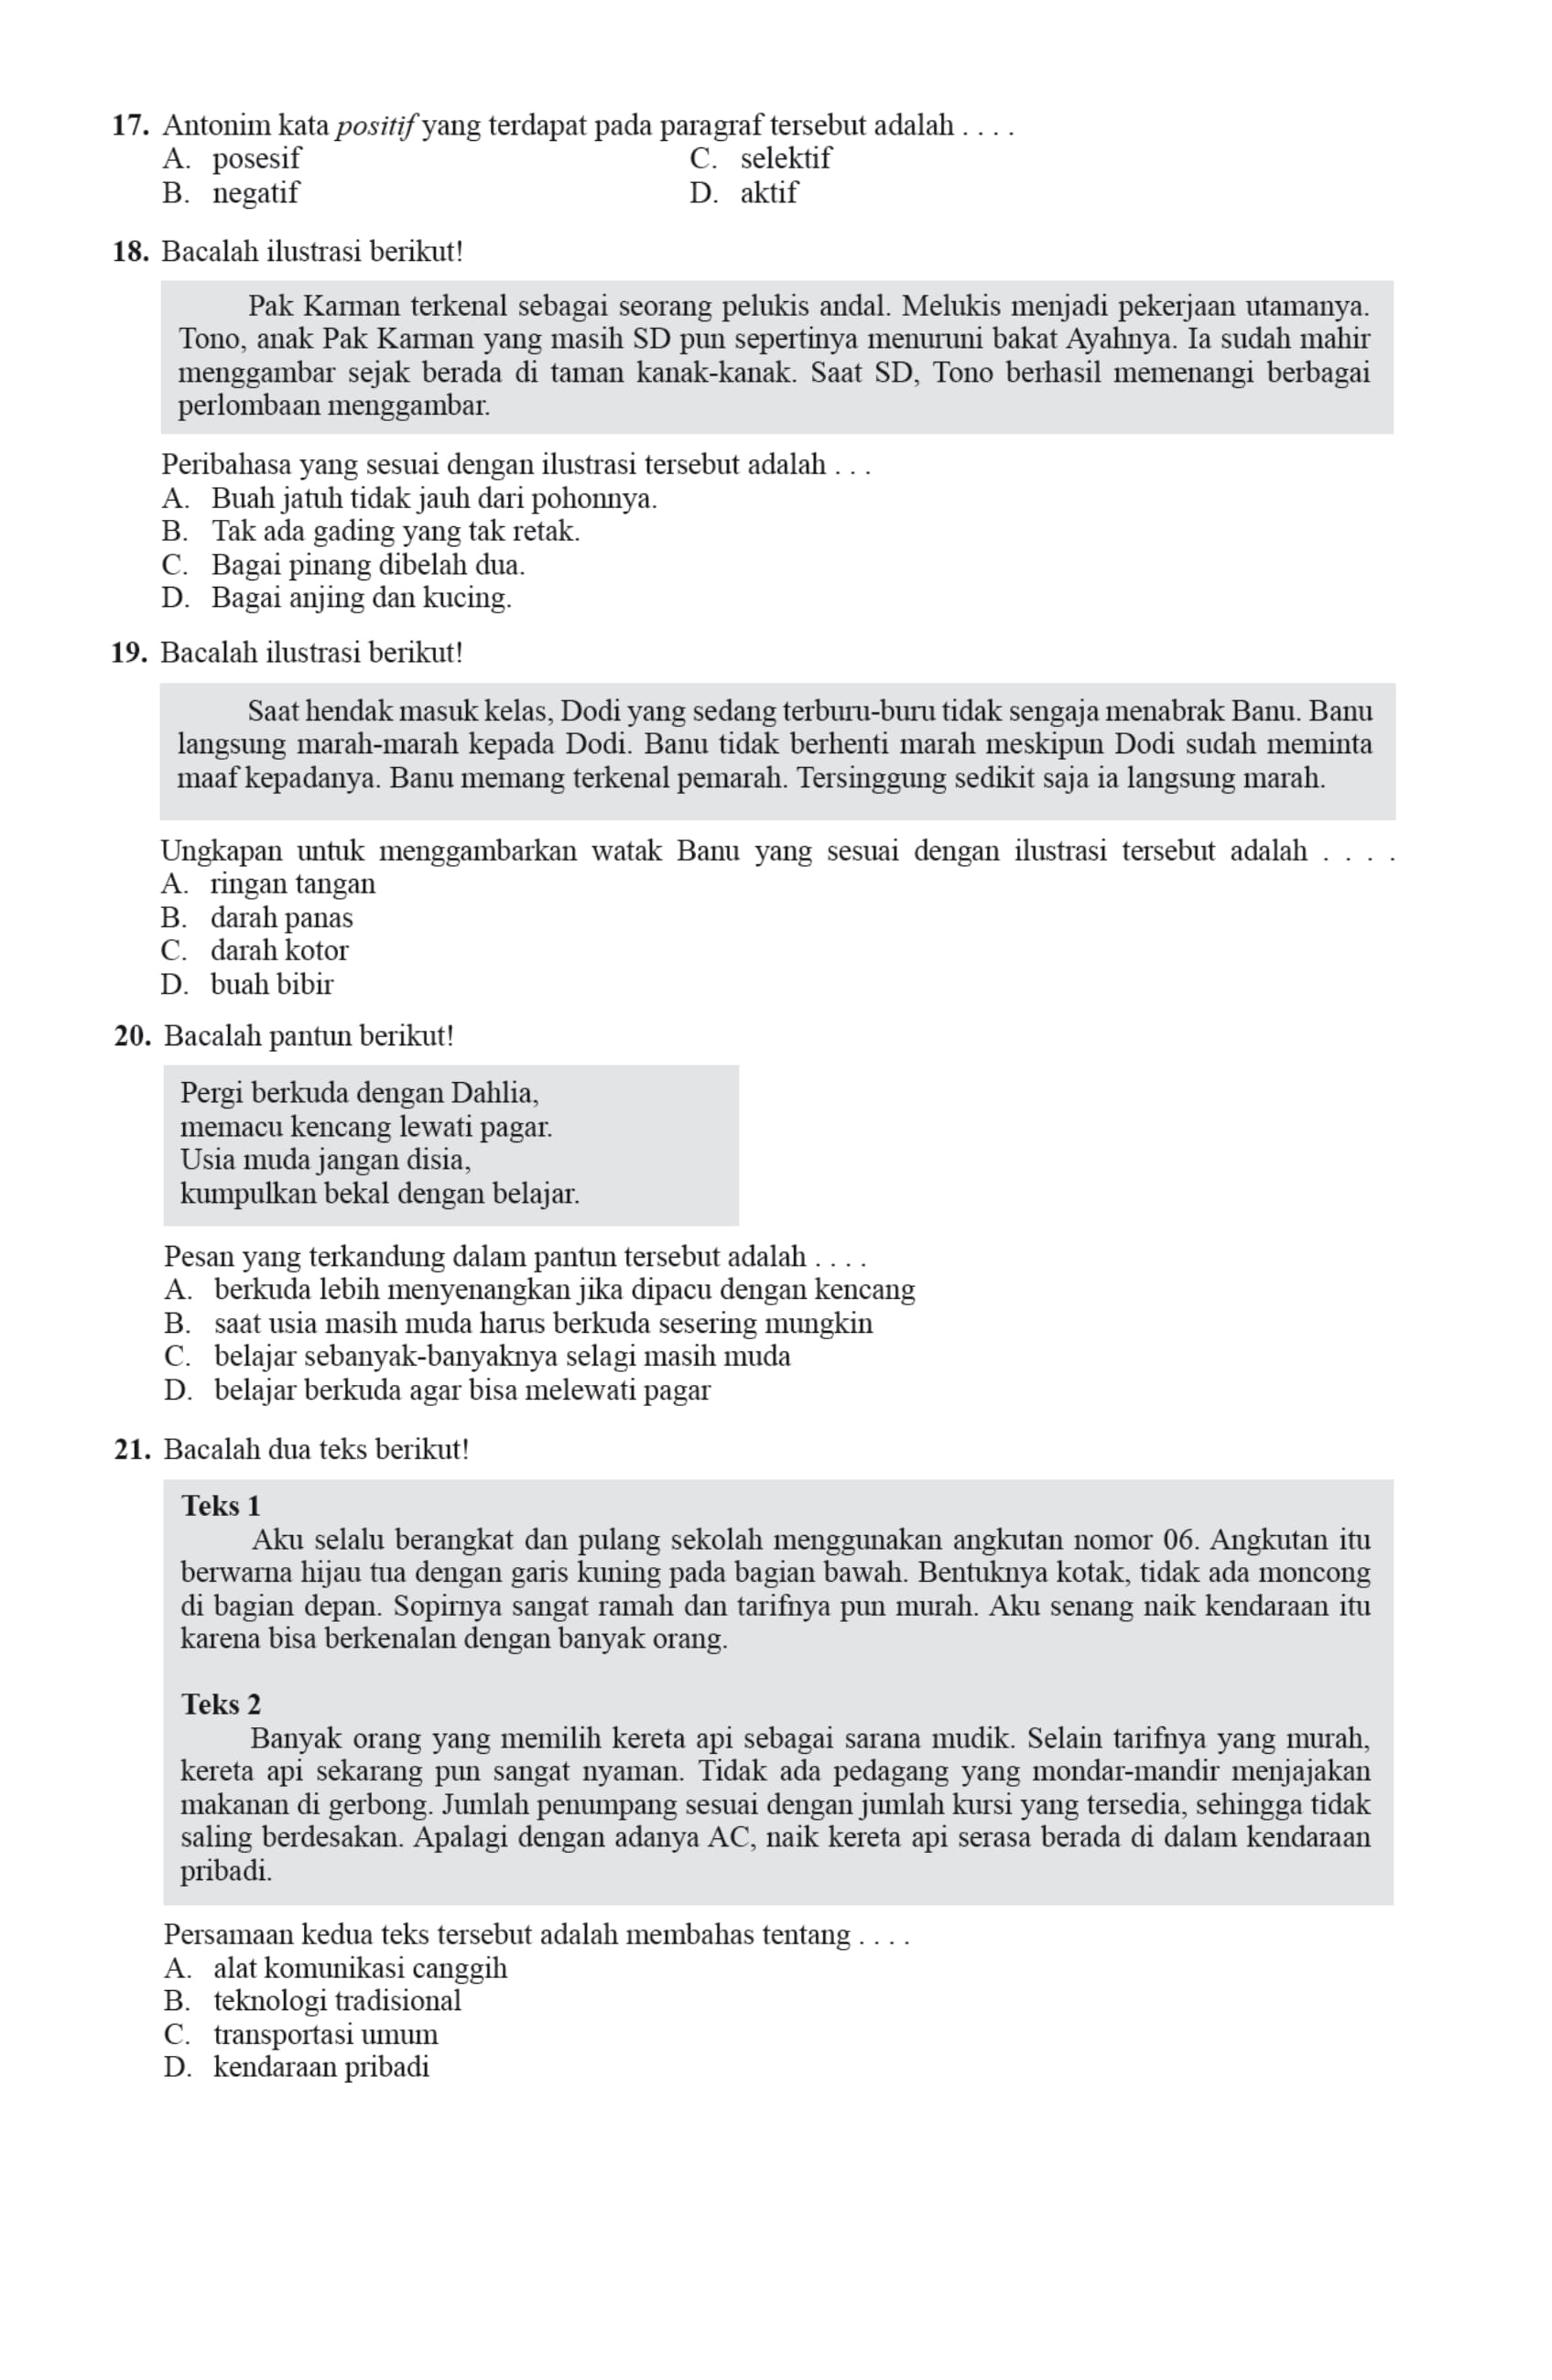 17. Antonim kata positif yang terdapat pada paragraf tersebut adalah . . . .
A. posesif C. selektif
B. negatif D. aktif
18. Bacalah ilustrasi berikut!
Pak Karman terkenal sebagai seorang pelukis andal. Melukis menjadi pekerjaan utamanya.
Tono, anak Pak Karman yang masih SD pun sepertinya menuruni bakat Ayahnya. Ia sudah mahir
menggambar sejak berada di taman kanak-kanak. Saat SD, Tono berhasil memenangi berbagai
perlombaan menggambar.
Peribahasa yang sesuai dengan ilustrasi tersebut adalah . . .
A. Buah jatuh tidak jauh dari pohonnya.
B. Tak ada gading yang tak retak.
C. Bagai pinang dibelah dua.
D. Bagai anjing dan kucing.
19. Bacalah ilustrasi berikut!
Saat hendak masuk kelas, Dodi yang sedang terburu-buru tidak sengaja menabrak Banu. Banu
langsung marah-marah kepada Dodi. Banu tidak berhenti marah meskipun Dodi sudah meminta
maaf kepadanya. Banu memang terkenal pemarah. Tersinggung sedikit saja ia langsung marah.
Ungkapan untuk menggambarkan watak Banu yang sesuai dengan ilustrasi tersebut adalah . . . .
A. ringan tangan
B. darah panas
C. darah kotor
D. buah bibir
20. Bacalah pantun berikut!
Pergi berkuda dengan Dahlia,
memacu kencang lewati pagar.
Usia muda jangan disia,
kumpulkan bekal dengan belajar.
Pesan yang terkandung dalam pantun tersebut adalah . . . .
A. berkuda lebih menyenangkan jika dipacu dengan kencang
B. saat usia masih muda harus berkuda sesering mungkin
C. belajar sebanyak-banyaknya selagi masih muda
D. belajar berkuda agar bisa melewati pagar
21. Bacalah dua teks berikut!
Teks 1
Aku selalu berangkat dan pulang sekolah menggunakan angkutan nomor 06. Angkutan itu
berwarna hijau tua dengan garis kuning pada bagian bawah. Bentuknya kotak, tidak ada moncong
di bagian depan. Sopirnya sangat ramah dan tarifnya pun murah. Aku senang naik kendaraan itu
karena bisa berkenalan dengan banyak orang.
Teks 2
Banyak orang yang memilih kereta api sebagai sarana mudik. Selain tarifnya yang murah,
kereta api sekarang pun sangat nyaman. Tidak ada pedagang yang mondar-mandir menjajakan
makanan di gerbong. Jumlah penumpang sesuai dengan jumlah kursi yang tersedia, sehingga tidak
saling berdesakan. Apalagi dengan adanya AC, naik kereta api serasa berada di dalam kendaraan
pribadi.
Persamaan kedua teks tersebut adalah membahas tentang . . . .
A. alat komunikasi canggih
B. teknologi tradisional
C. transportasi umum
D. kendaraan pribadi